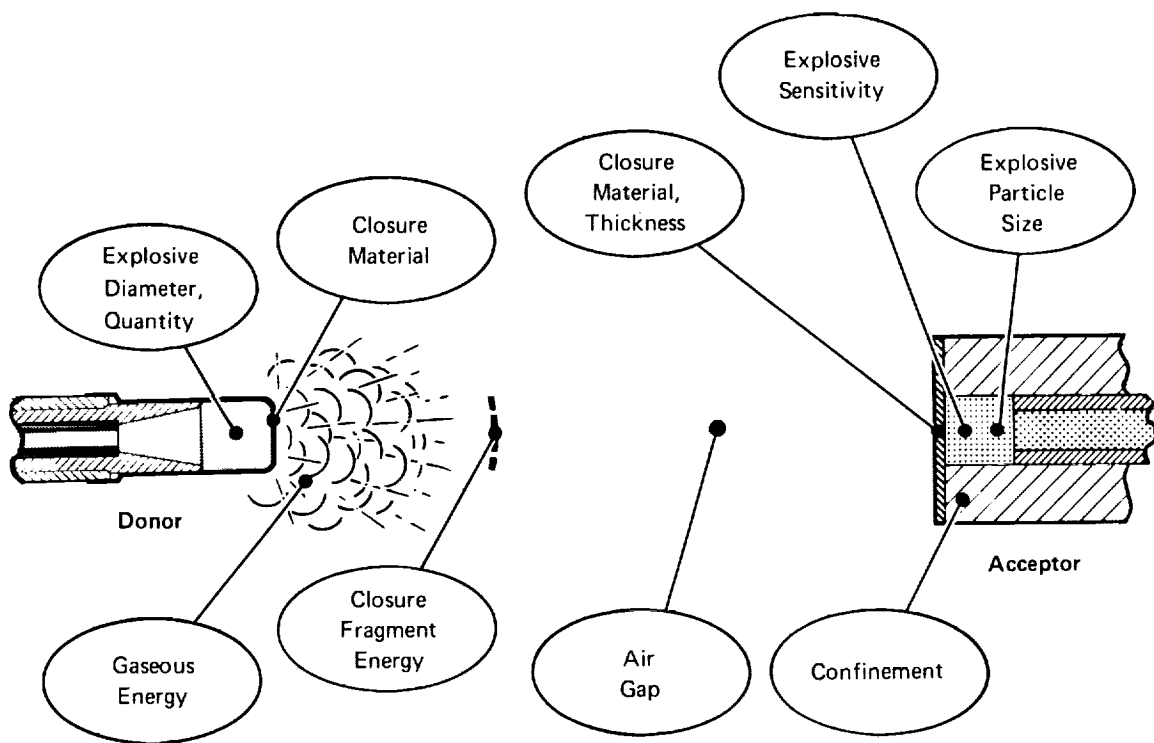 Explosive
Sensitivity
Closure
Material,
Thickness
Explosive
Particle
Size
Closure
Material
Explosive
Diameter,
Quantity
Donor
Acceptor
Gaseous
Energy
Closure
Fragment
Energy
Air
Gap
Confinement